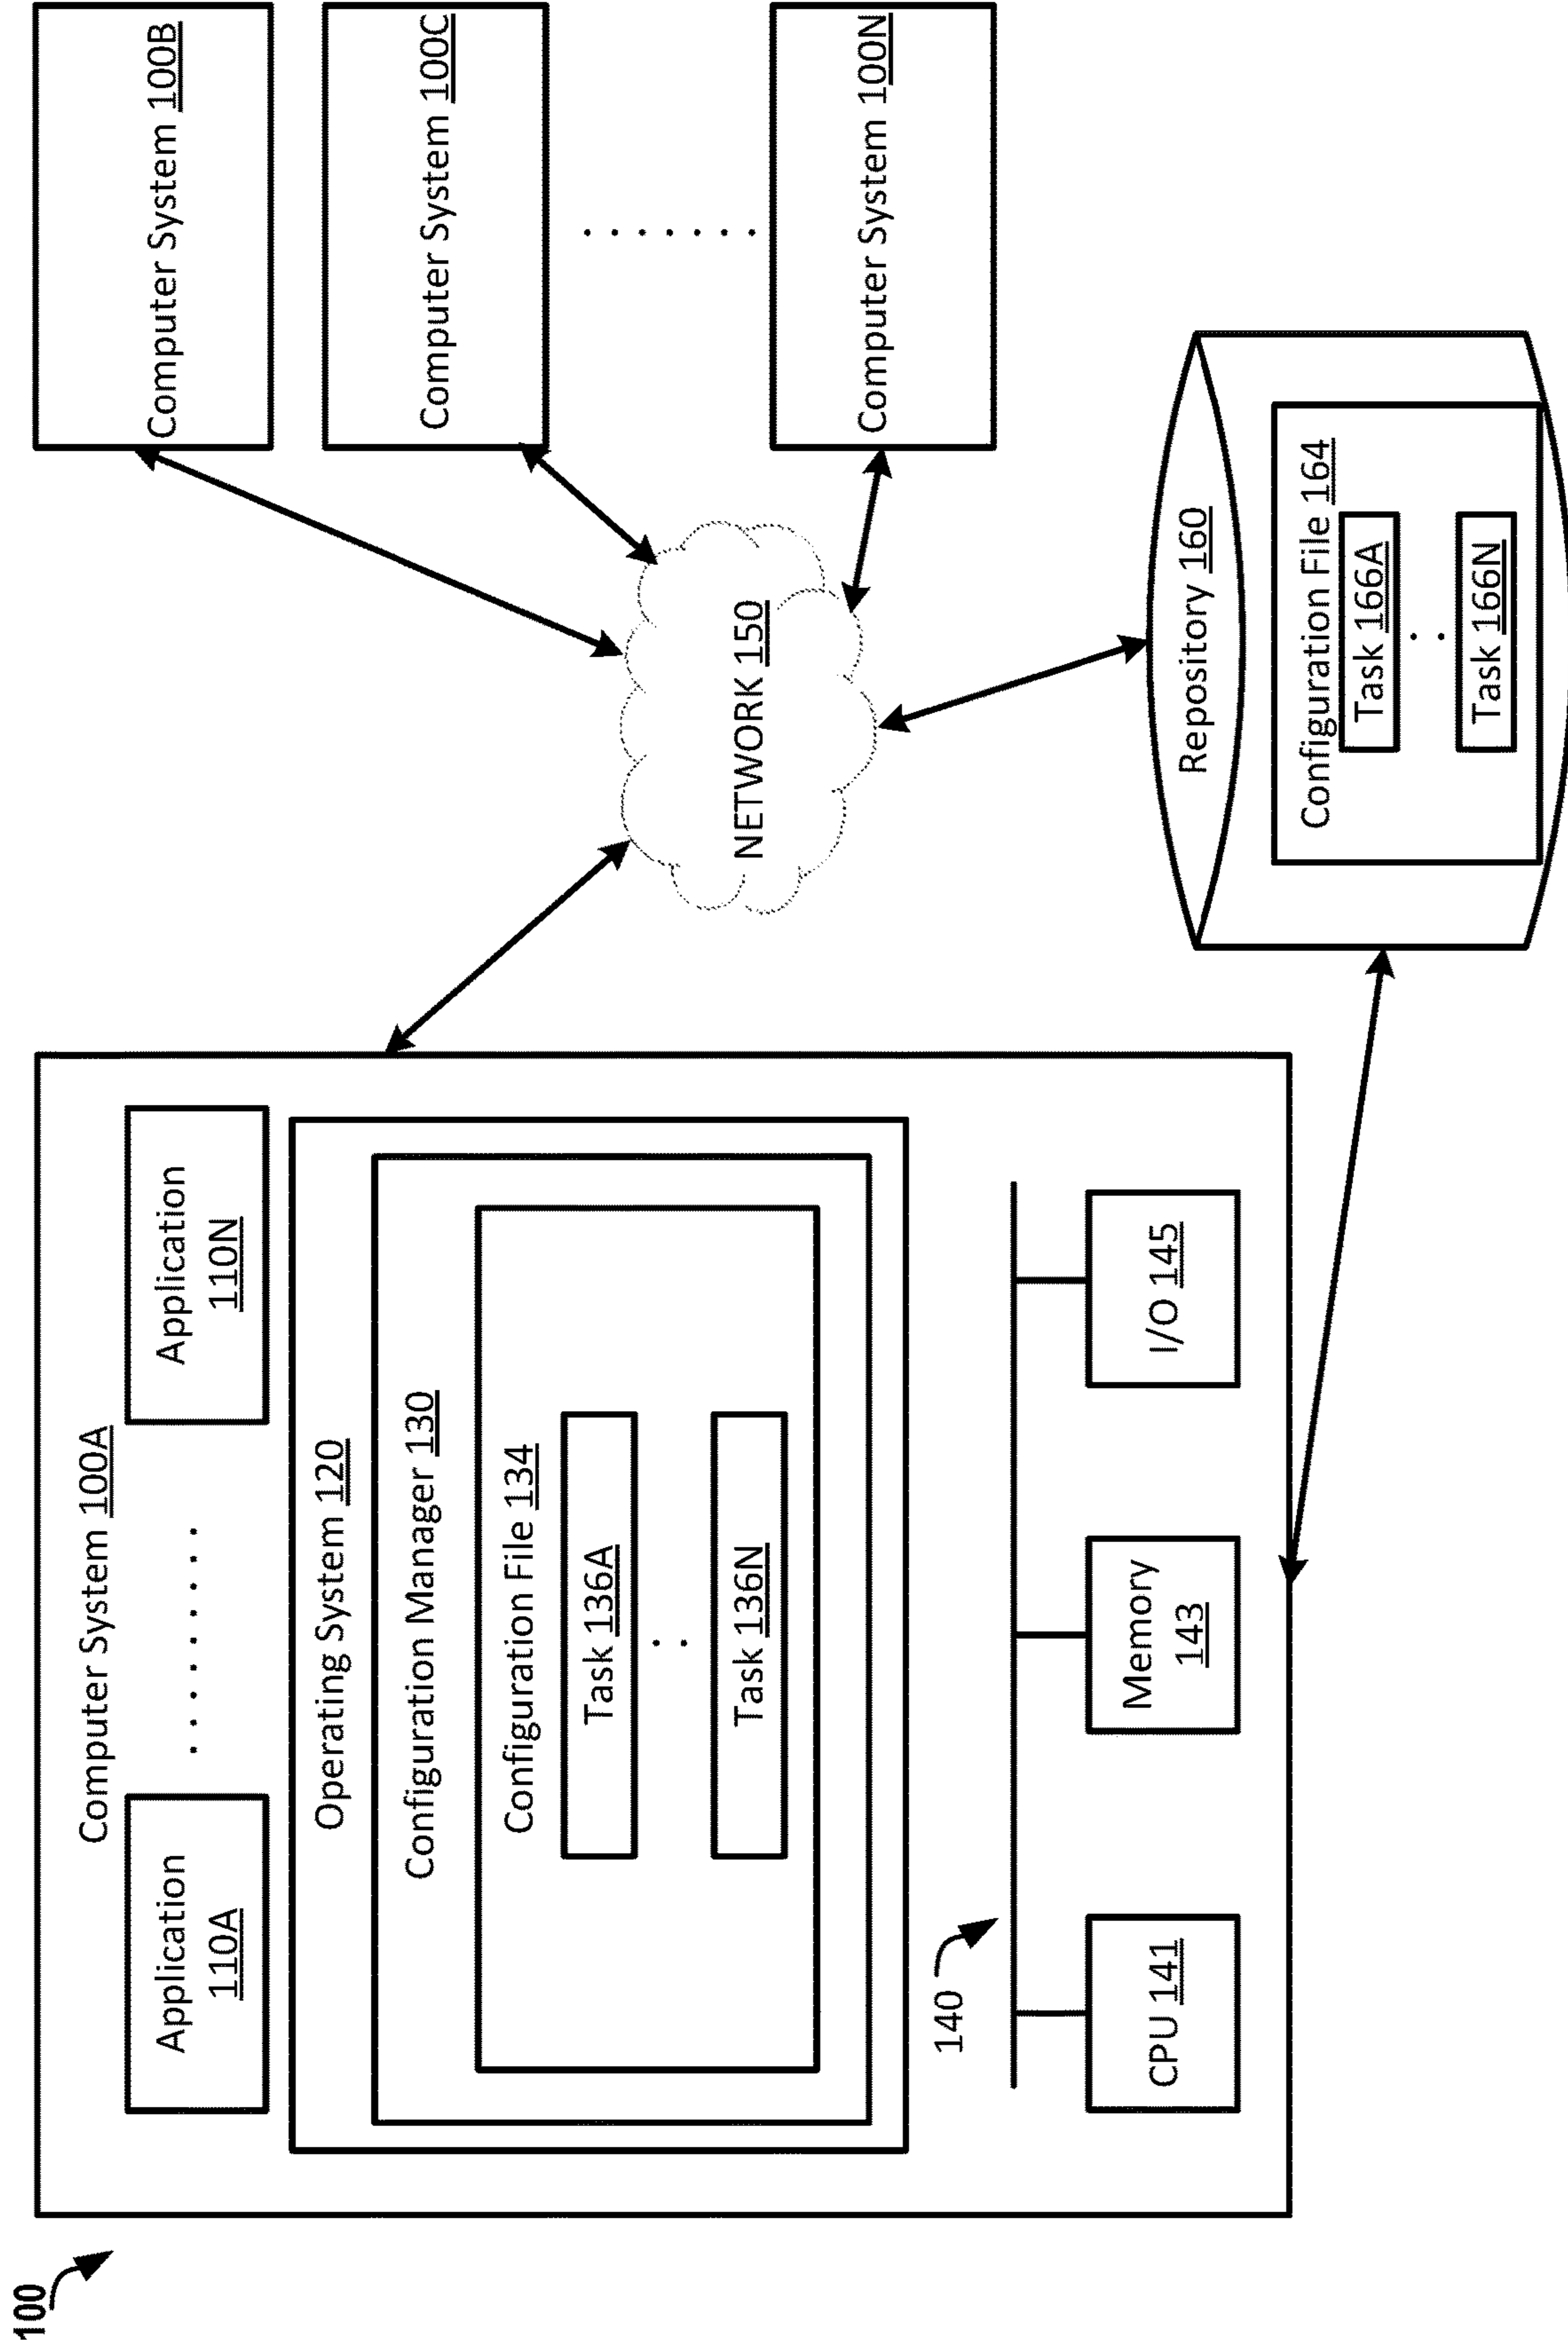 100
Computer System 100A
Application
110A
. . . . . . . . .
Application
110N
Operating System 120
Configuration Manager 130
Configuration File 134
Task 136A
. .
Task 136N
140
CPU 141
Memory
143
I/O 145
NETWORK 150
Computer System 100B
Computer System 100C
. . . . . . .
Computer System 100N
Repository 160
Configuration File 164
Task 166A
. .
Task 166N